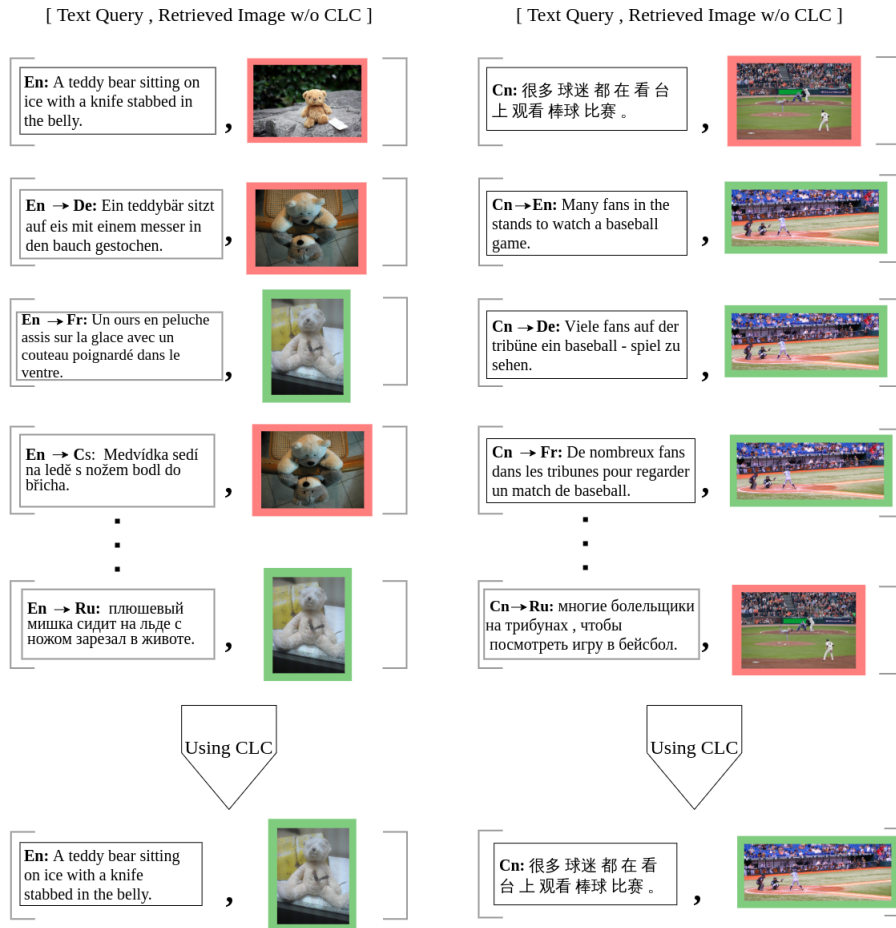 [ Text Query , Retrieved Image w/o CLC ]
En: A teddy bear sitting on
ice with a knife stabbed in
the belly.
,
En → De: Ein teddybär sitzt
auf eis mit einem messer in
den bauch gestochen.
,
En → Fr: Un ours en peluche
assis sur la glace avec un
couteau poignardé dans le
ventre.
,
En → Cs: Medvídka sedí
na ledě s nožem bodl do
břicha.
,
En → Ru: плюшевый
мишка сидит на льде с
ножом зарезал в животе.
,
Using CLC
En: A teddy bear sitting
on ice with a knife
stabbed in the belly.
,
[ Text Query , Retrieved Image w/o CLC ]
Cn: 很多 球迷 都 在 看 台
上 观看 棒球 比赛 。
,
Cn→En: Many fans in the
stands to watch a baseball
game.
,
Cn → De: Viele fans auf der
tribüne ein baseball - spiel zu
sehen.
,
Cn → Fr: De nombreux fans
dans les tribunes pour regarder
un match de baseball.
,
Cn→Ru: многие болельщики
на трибунах , чтобы
посмотреть игру в бейсбол.
,
Using CLC
Cn: 很多 球迷 都 在 看
台 上 观看 棒球 比赛 。
,